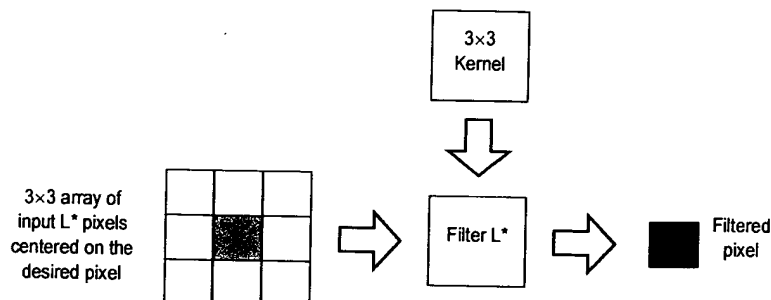 3×3
Kernel
3×3 array of
input L* pixels
centered on the
desired pixel
Filter L*
Filtered
pixel